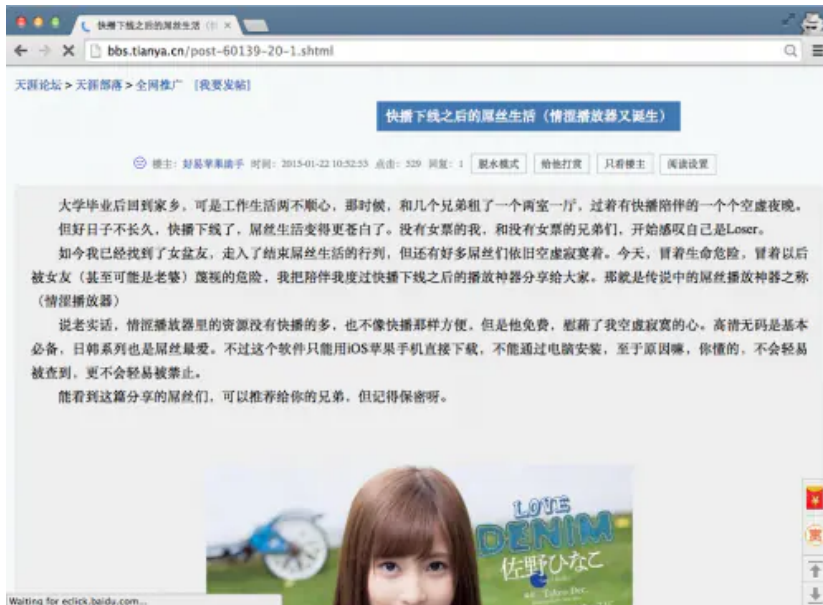 快播下线之后的屌丝生活
bbs.tianya.cn/post-60139-20-1.shtml
天涯论坛 > 天涯部落 > 全网推广 [我要发帖]
快播下线之后的屌丝生活（情涩播放器又诞生）
楼主：好易苹果助手 时间：2015-01-22 10:52:53 点击：529 回复：1 脱水模式 给他打赏 只看楼主 阅读设置
大学毕业后回到家乡，可是工作生活两不顺心，那时候，和几个兄弟租了一个两室一厅，过着有快播陪伴的一个个空虚夜晚。
但好日子不长久，快播下线了，屌丝生活变得更苍白了。没有女票的我，和没有女票的兄弟们，开始感叹自己是Loser。
如今我已经找到了女盆友，走入了结束屌丝生活的行列，但还有好多屌丝们依旧空虚寂寞着。今天，冒着生命危险，冒着以后
被女友（甚至可能是老婆）蔑视的危险，我把陪伴我度过快播下线之后的播放神器分享给大家。那就是传说中的屌丝播放神器之称
（情涩播放器）
说老实话，情涩播放器里的资源没有快播的多，也不像快播那样方便，但是他免费，慰藉了我空虚寂寞的心。高清无码是基本
必备，日韩系列也是屌丝最爱。不过这个软件只能用iOS苹果手机直接下载，不能通过电脑安装，至于原因嘛，你懂的，不会轻易
被查到，更不会轻易被禁止。
能看到这篇分享的屌丝们，可以推荐给你的兄弟，但记得保密呀。
LOVE
DENIM
佐野ひなこ
赏
Waiting for eclick.baidu.com...